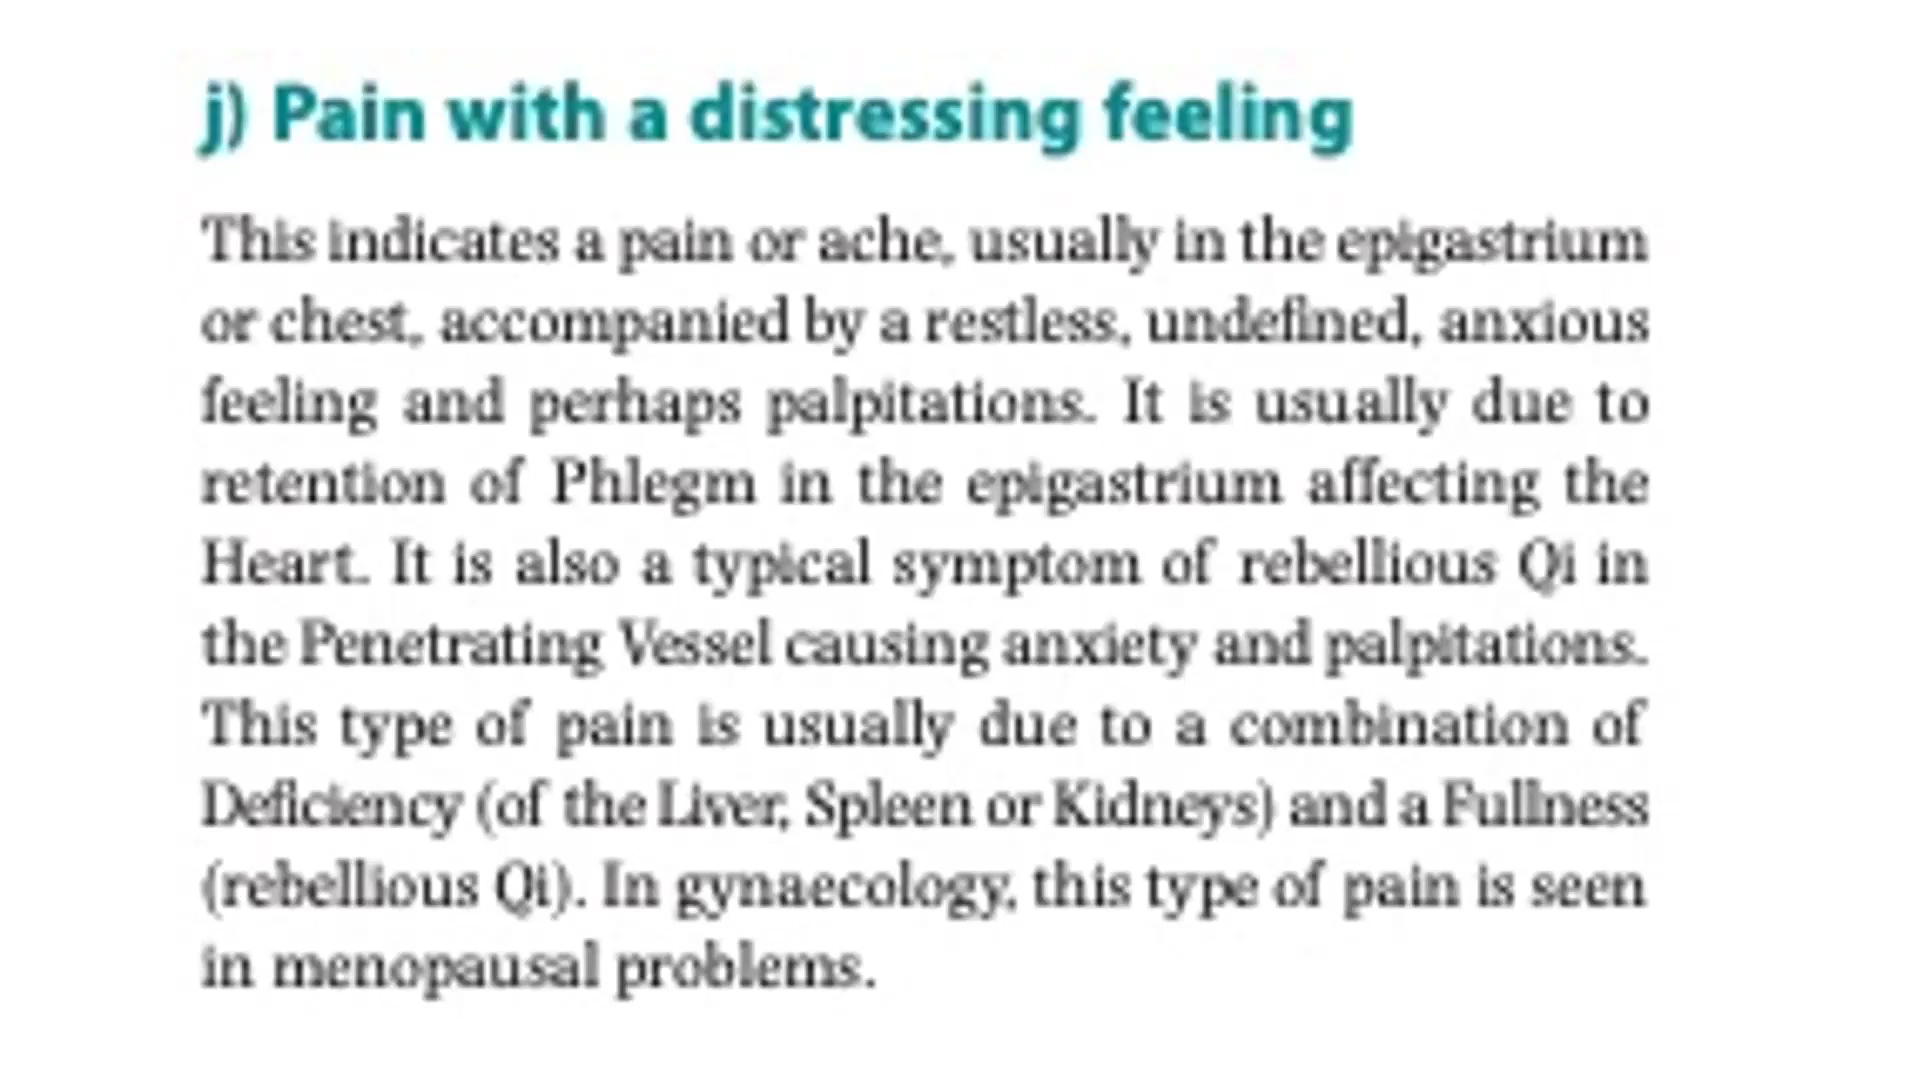 j) Pain with a distressing feeling
This indicates a pain or ache, usually in the epigastrium
or chest, accompanied by a restless, undefined, anxious
feeling and perhaps palpitations. It is usually due to
retention of Phlegm in the epigastrium affecting the
Heart. It is also a typical symptom of rebellious Qi in
the Penetrating Vessel causing anxiety and palpitations.
This type of pain is usually due to a combination of
Deficiency (of the Liver, Spleen or Kidneys) and a Fullness
(rebellious Qi). In gynaecology, this type of pain is seen
in menopausal problems.